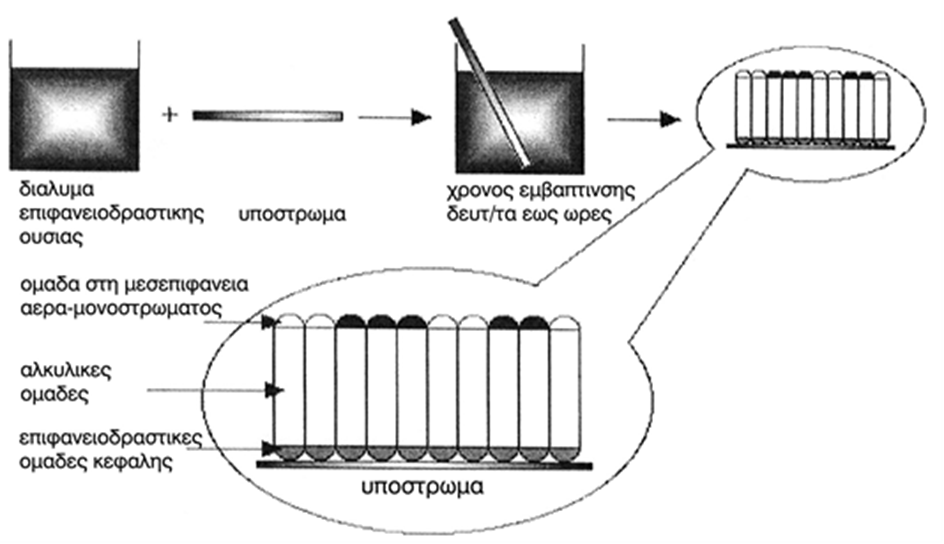 +
διαλυμα
επιφανειοδραστικης
ουσιας
υποστρωμα
χρονος εμβαπτινσης
δευτ/τα εως ωρες
ομαδα στη μεσεπιφανεια
αερα-μονοστρωματος
αλκυλικες
ομαδες
επιφανειοδραστικες
ομαδες κεφαλης
υποστρωμα